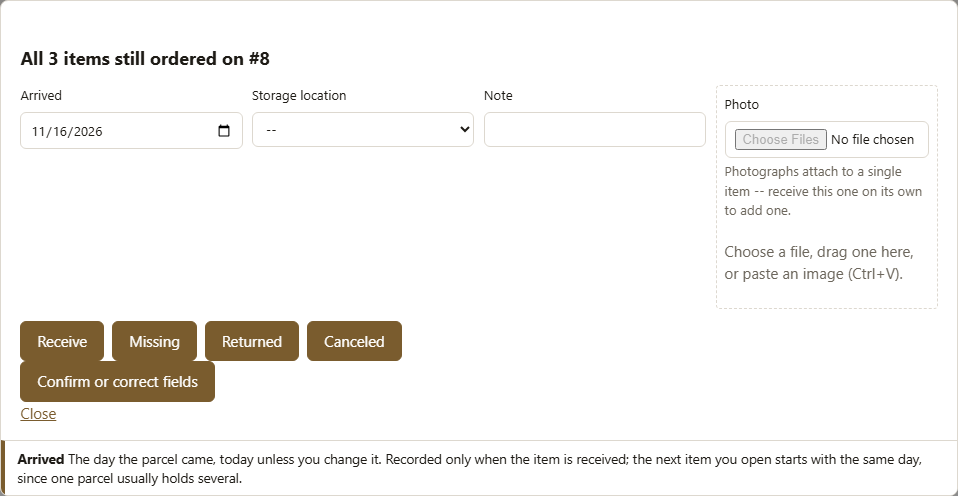 All 3 items still ordered on #8
Arrived
Storage location
Note
Photo
11/16/2026
--
Choose Files No file chosen
Photographs attach to a single
item -- receive this one on its own
to add one.
Choose a file, drag one here,
or paste an image (Ctrl+V).
Receive
Missing
Returned
Canceled
Confirm or correct fields
Close
Arrived The day the parcel came, today unless you change it. Recorded only when the item is received; the next item you open starts with the same day,
since one parcel usually holds several.